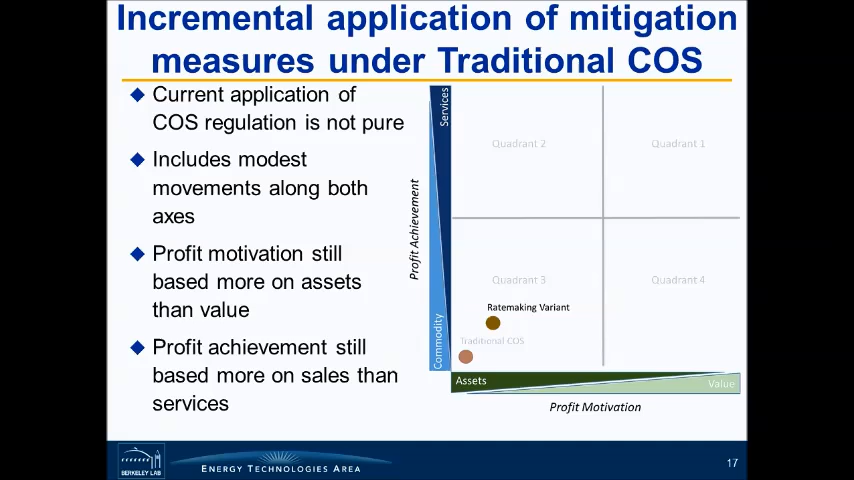 Incremental application of mitigation
measures under Traditional COS
Current application of
COS regulation is not pure
Includes modest
movements along both
axes
Profit motivation still
based more on assets
than value
Profit achievement still
based more on sales than
services
Profit Achievement
Services
Commodity
Quadrant 2
Quadrant 1
Quadrant 3
Quadrant 4
Ratemaking Variant
Traditional COS
Assets
Value
Profit Motivation
BERKELEY LAB
ENERGY TECHNOLOGIES AREA
17